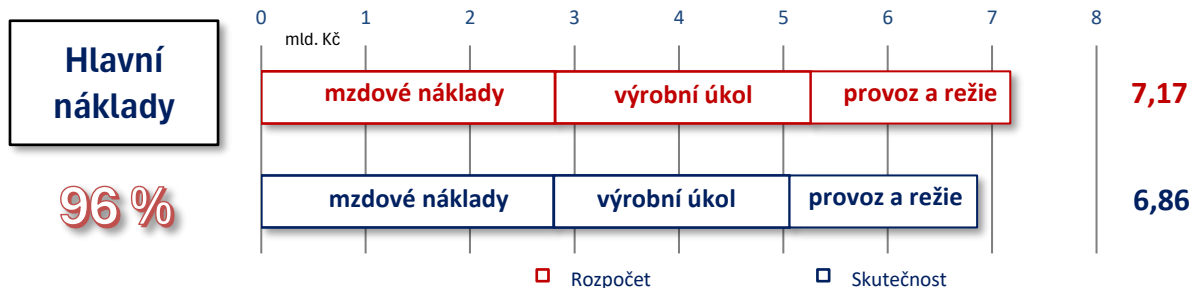 Hlavní
náklady
96 %
0 1 2 3 4 5 6 7 8
mld. Kč
mzdové náklady výrobní úkol provoz a režie 7,17
mzdové náklady výrobní úkol provoz a režie 6,86
Rozpočet Skutečnost